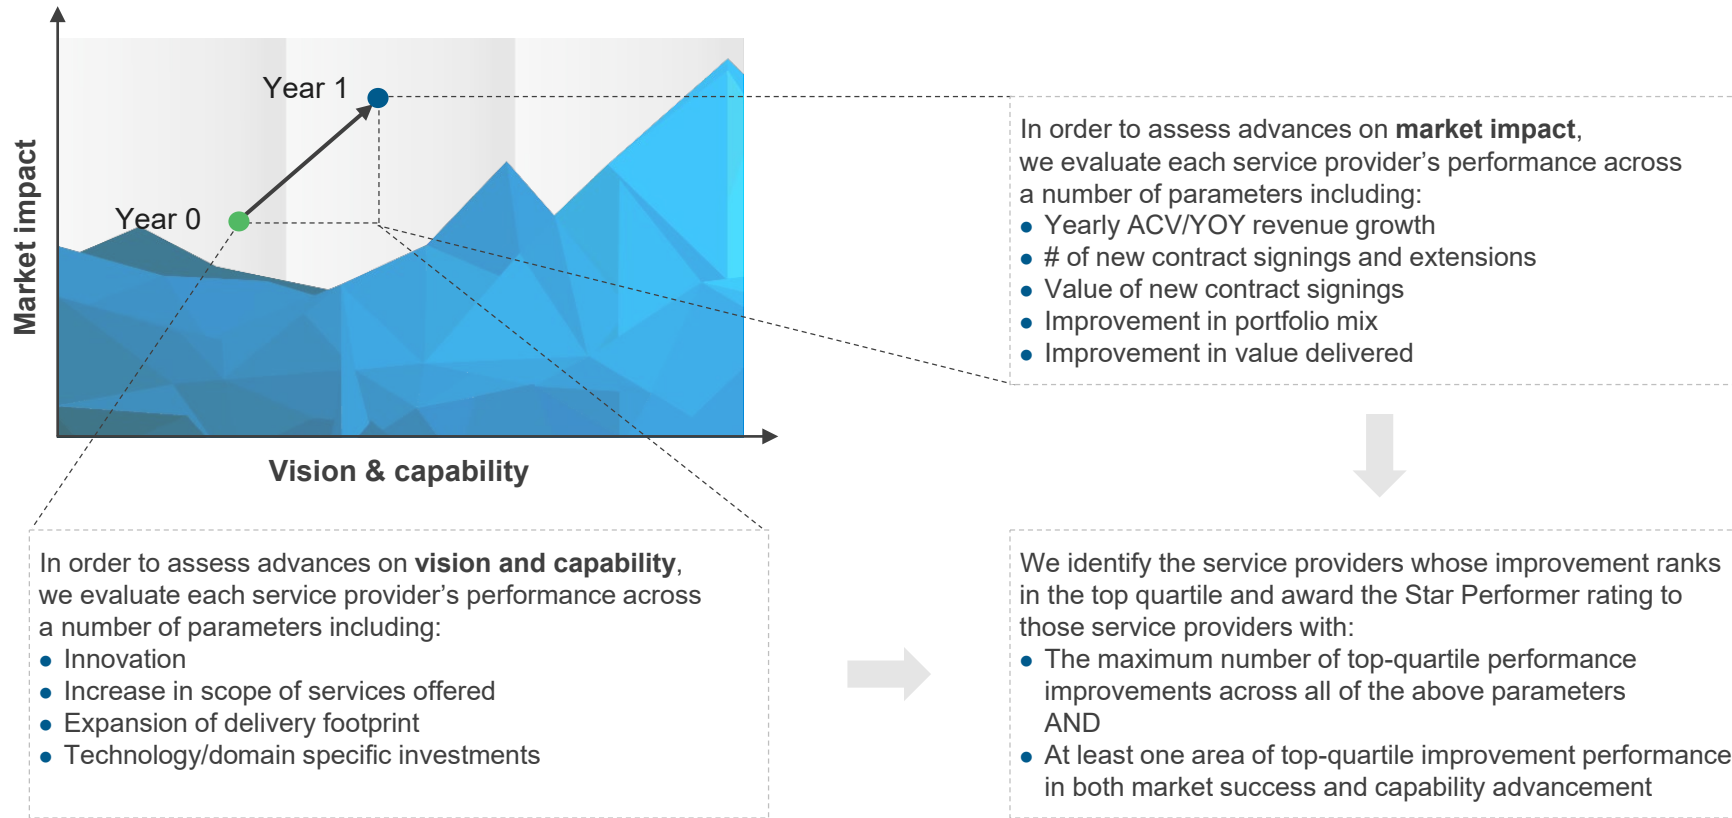 Year 1
Year 0
Market impact
Vision & capability
In order to assess advances on market impact,
we evaluate each service provider’s performance across
a number of parameters including:
● Yearly ACV/YOY revenue growth
● # of new contract signings and extensions
● Value of new contract signings
● Improvement in portfolio mix
● Improvement in value delivered
In order to assess advances on vision and capability,
we evaluate each service provider’s performance across
a number of parameters including:
● Innovation
● Increase in scope of services offered
● Expansion of delivery footprint
● Technology/domain specific investments
We identify the service providers whose improvement ranks
in the top quartile and award the Star Performer rating to
those service providers with:
● The maximum number of top-quartile performance
improvements across all of the above parameters
AND
● At least one area of top-quartile improvement performance
in both market success and capability advancement